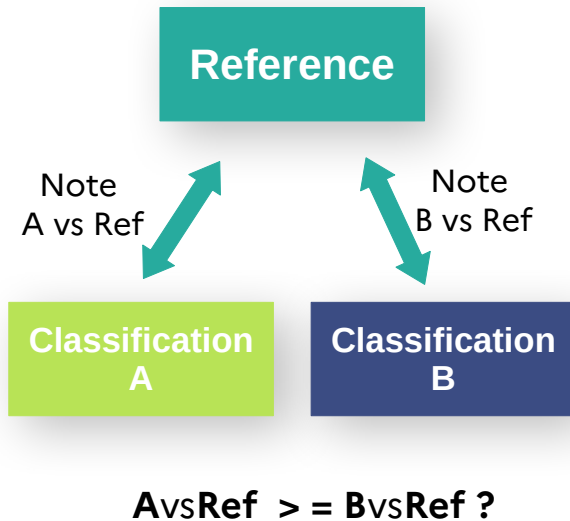 Reference
Note
A vs Ref
Note
B vs Ref
Classification
A
Classification
B
AvsRef > = BvsRef ?